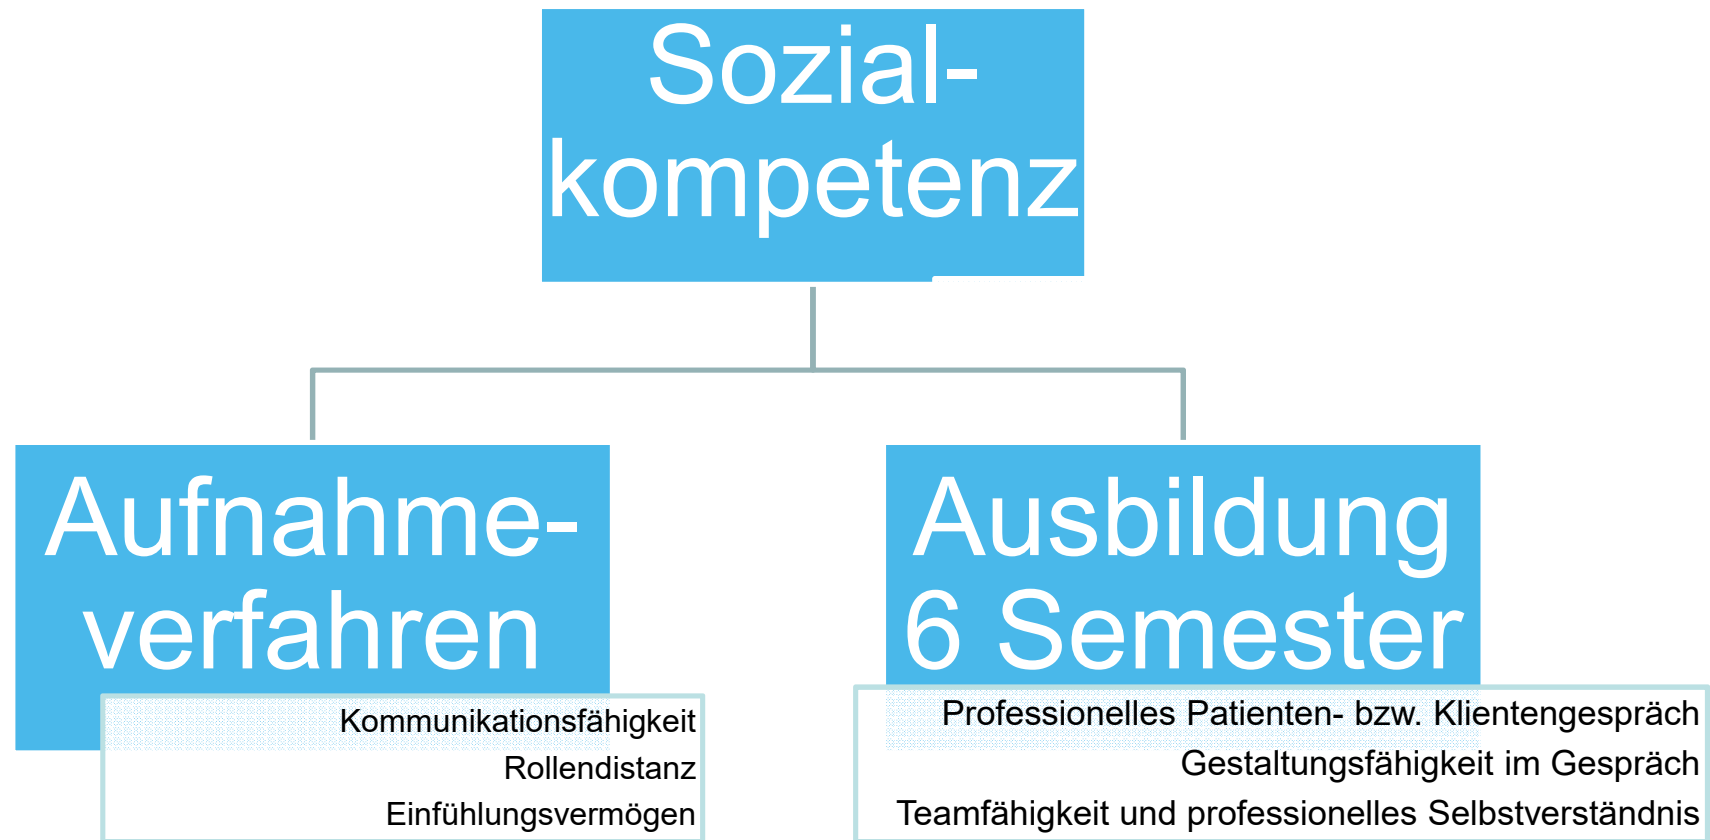 Sozial-
kompetenz
Aufnahme-
verfahren
Kommunikationsfähigkeit
Rollendistanz
Einfühlungsvermögen
Ausbildung
6 Semester
Professionelles Patienten- bzw. Klientengespräch
Gestaltungsfähigkeit im Gespräch
Teamfähigkeit und professionelles Selbstverständnis